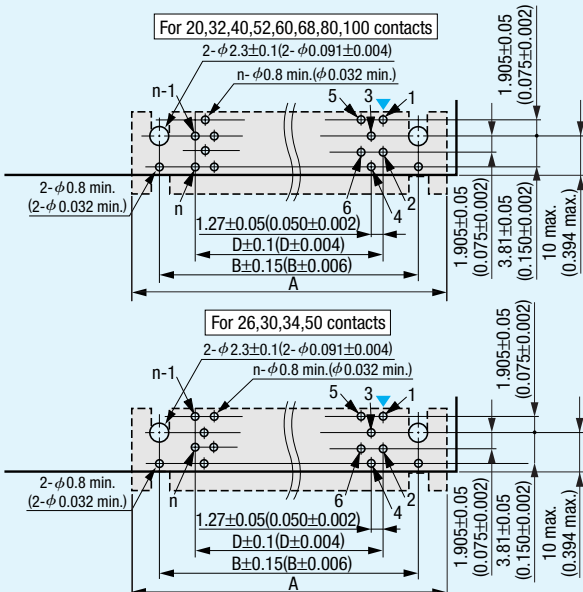 For 20,32,40,52,60,68,80,100 contacts
2-φ2.3±0.1(2-φ0.091±0.004)
n-1
n-φ0.8 min.(φ0.032 min.)
5
3
1
1.905±0.05
(0.075±0.002)
2-φ0.8 min.
(2-φ0.032 min.)
n
6
4
2
1.27±0.05(0.050±0.002)
D±0.1(D±0.004)
B±0.15(B±0.006)
A
1.905±0.05
(0.075±0.002)
3.81±0.05
(0.150±0.002)
10 max.
(0.394 max.)
For 26,30,34,50 contacts
2-φ2.3±0.1(2-φ0.091±0.004)
n-1
n-φ0.8 min.(φ0.032 min.)
5
3
1
1.905±0.05
(0.075±0.002)
2-φ0.8 min.
(2-φ0.032 min.)
n
6
4
2
1.27±0.05(0.050±0.002)
D±0.1(D±0.004)
B±0.15(B±0.006)
A
1.905±0.05
(0.075±0.002)
3.81±0.05
(0.150±0.002)
10 max.
(0.394 max.)